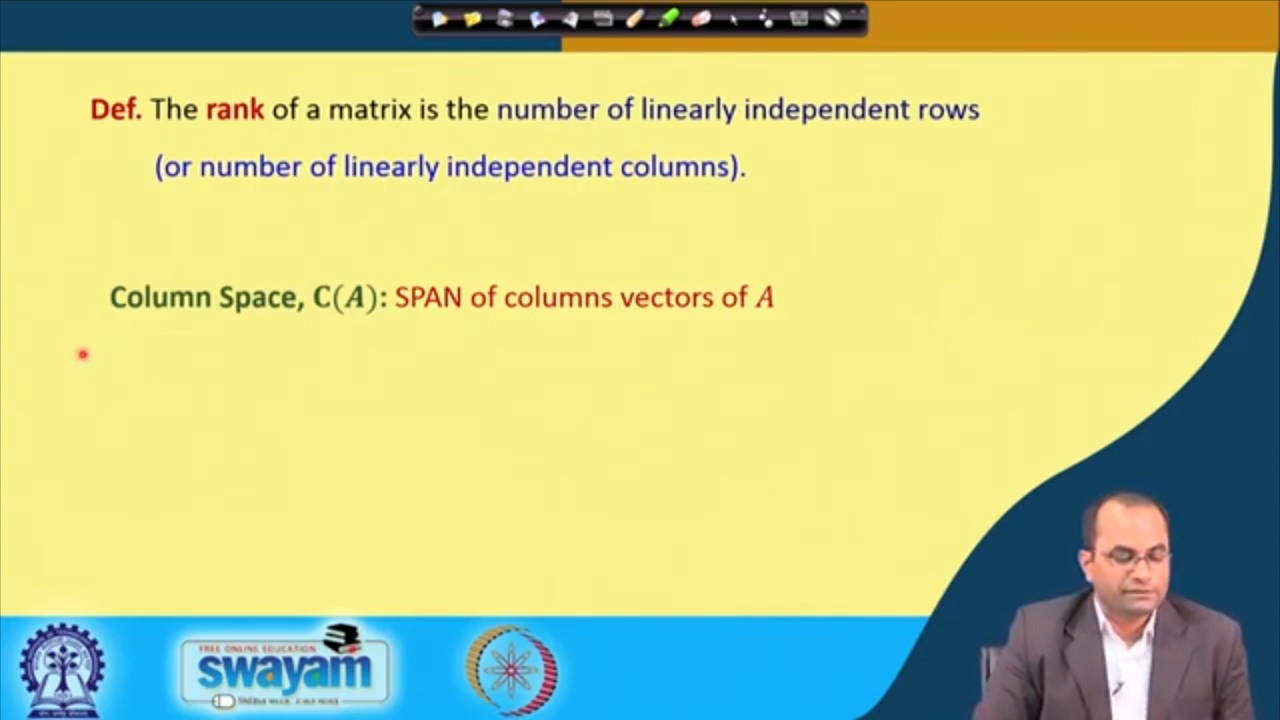 Def. The rank of a matrix is the number of linearly independent rows
(or number of linearly independent columns).
Column Space, C(A): SPAN of columns vectors of A
FREE ONLINE EDUCATION
swayam